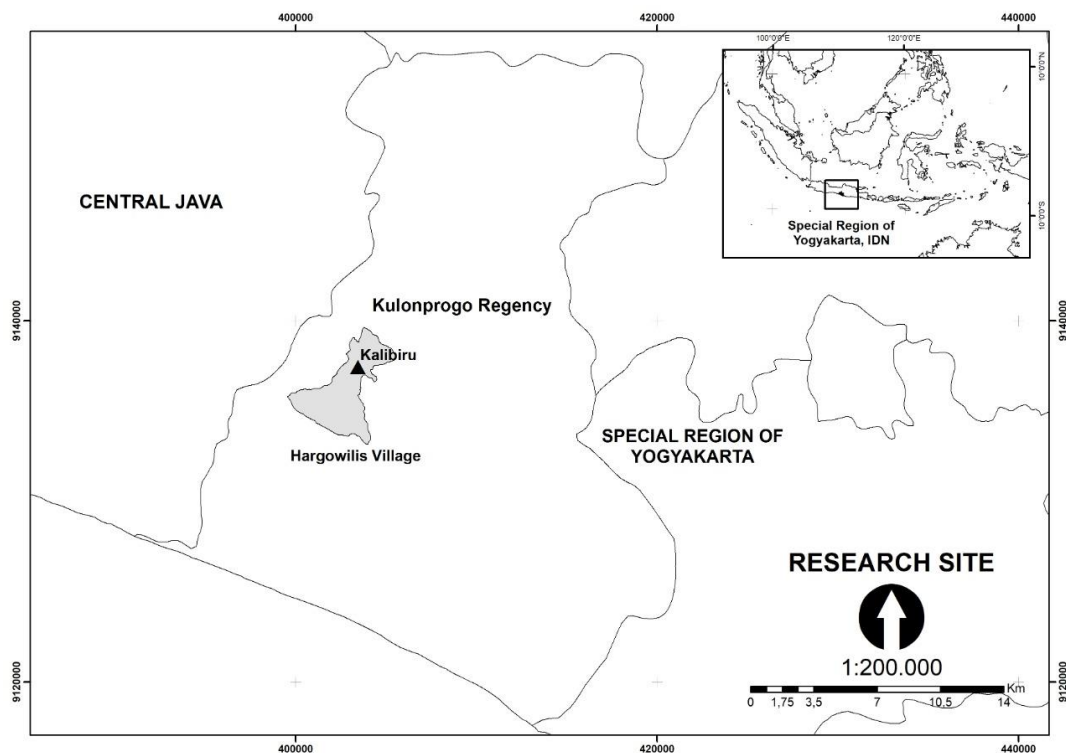 400000
420000
440000
100°0'0"E
120°0'0"E
10°0'0"N
10°0'0"S
Special Region of
Yogyakarta, IDN
CENTRAL JAVA
Kulonprogo Regency
9140000
9140000
Kalibiru
Hargowilis Village
SPECIAL REGION OF
YOGYAKARTA
RESEARCH SITE
1:200.000
Km
0 1,75 3,5 7 10,5 14
9120000
9120000
400000
420000
440000